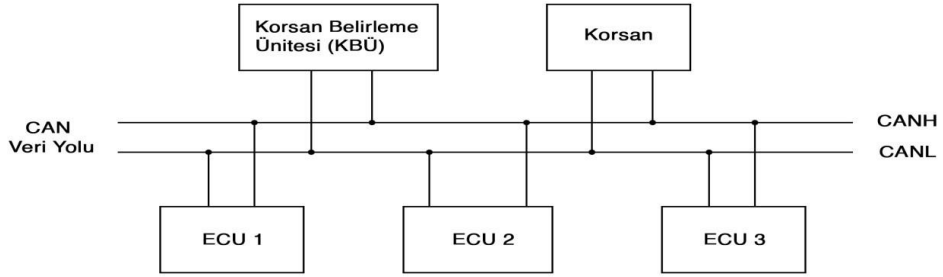 Korsan Belirleme
Ünitesi (KBÜ)
Korsan
CAN
Veri Yolu
CANH
CANL
ECU 1
ECU 2
ECU 3